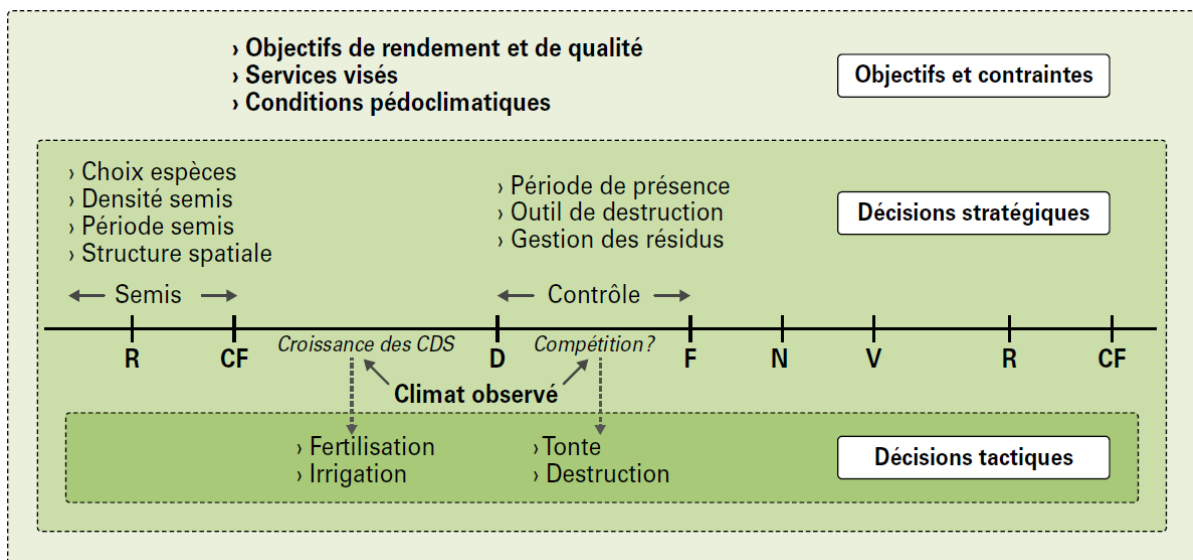 › Objectifs de rendement et de qualité
› Services visés
› Conditions pédoclimatiques
Objectifs et contraintes
› Choix espèces
› Densité semis
› Période semis
› Structure spatiale
› Période de présence
› Outil de destruction
› Gestion des résidus
Décisions stratégiques
Semis
Contrôle
R
CF
Croissance des CDS
D
Compétition ?
F
N
V
R
CF
Climat observé
› Fertilisation
› Irrigation
› Tonte
› Destruction
Décisions tactiques